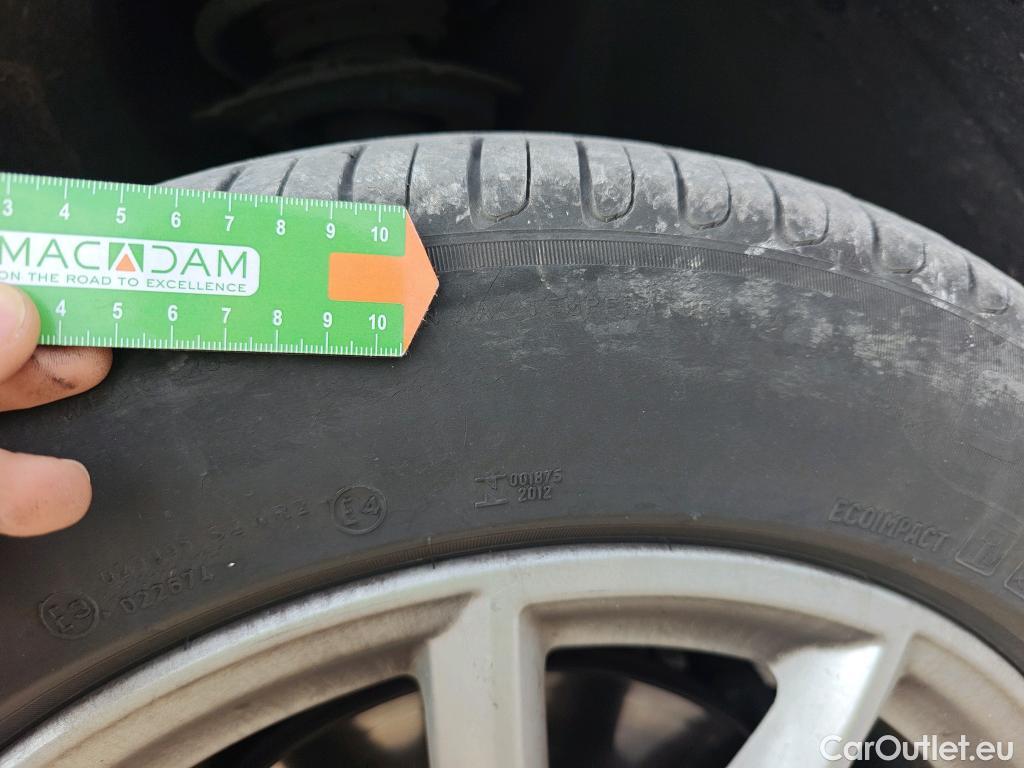 3 4 5 6 7 8 9 10
MACADAM
ON THE ROAD TO EXCELLENCE
4 5 6 7 8 9 10
001875
2012
E4
ECOIMPACT
E3
022674
CarOutlet.eu